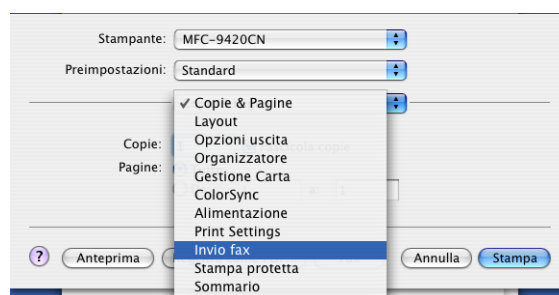 Stampante: MFC-9420CN
Preimpostazioni: Standard
✓ Copie & Pagine
Layout
Copie: Opzioni uscita
Organizzatore
Pagine: Gestione Carta
ColorSync
Alimentazione
Print Settings
? Anteprima Invio fax Annulla Stampa
Stampa protetta
Sommario